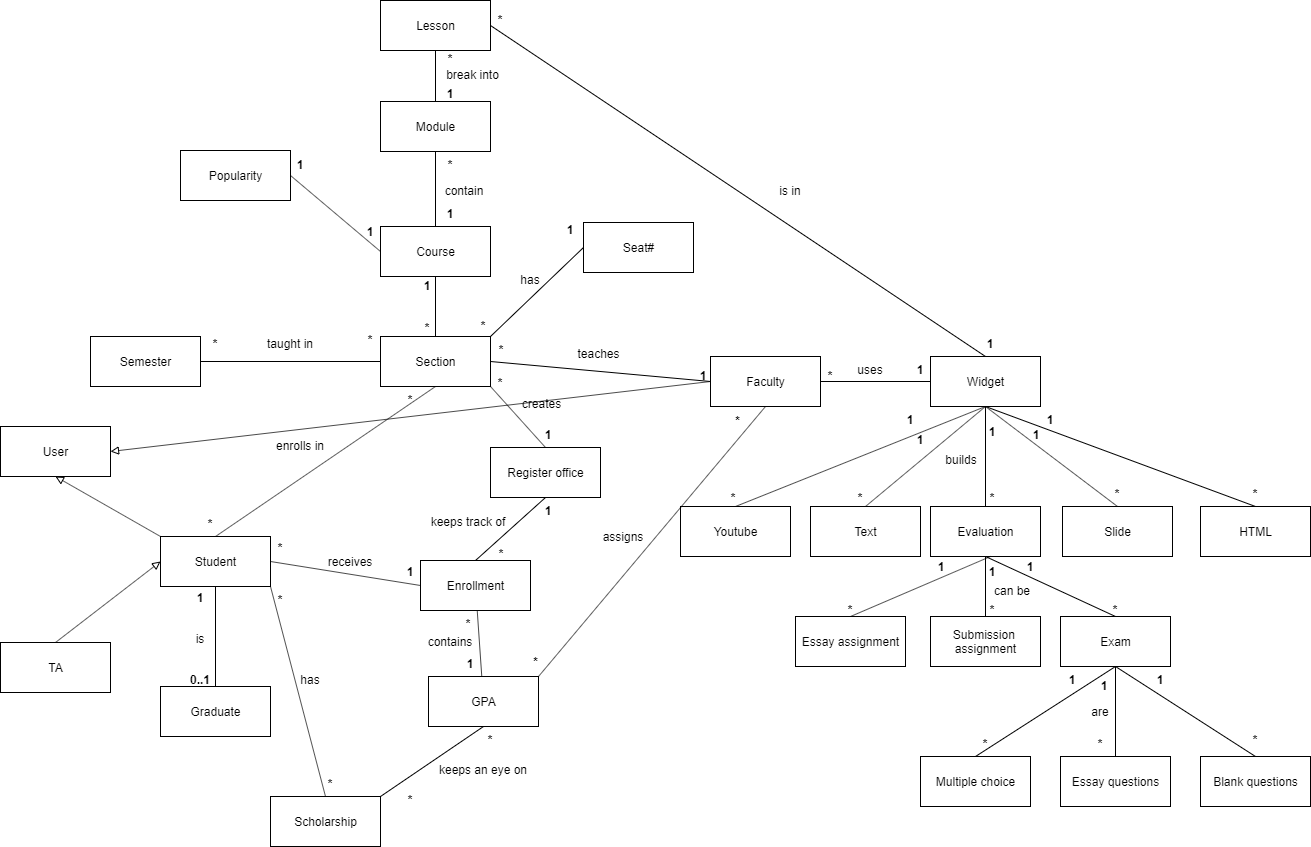 Lesson
*
*
break into
1
Module
Popularity
1
*
is in
contain
1
1
Course
1
Seat#
1
has
*
*
taught in
*
*
Section
*
teaches
1
*
Semester
Faculty
*
uses
1
1
Widget
*
creates
*
1
1
1
1
1
User
enrolls in
1
Register office
builds
*
*
*
*
*
keeps track of
1
Youtube
Text
Evaluation
Slide
HTML
*
*
*
assigns
Student
receives
1
Enrollment
1
1
1
can be
1
*
*
contains
*
*
*
is
Essay assignment
Submission
assignment
Exam
TA
1
*
0..1
has
GPA
1
1
1
Graduate
*
are
*
*
*
keeps an eye on
*
*
Multiple choice
Essay questions
Blank questions
Scholarship